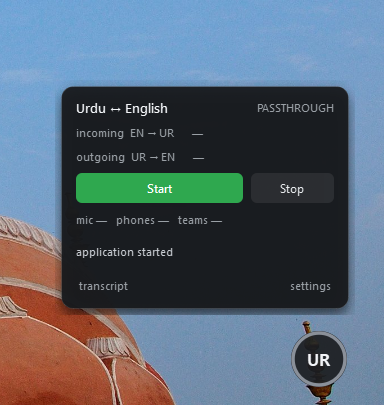 Urdu ↔ English PASSTHROUGH
incoming EN → UR —
outgoing UR → EN —
Start Stop
mic — phones — teams —
application started
transcript settings
UR